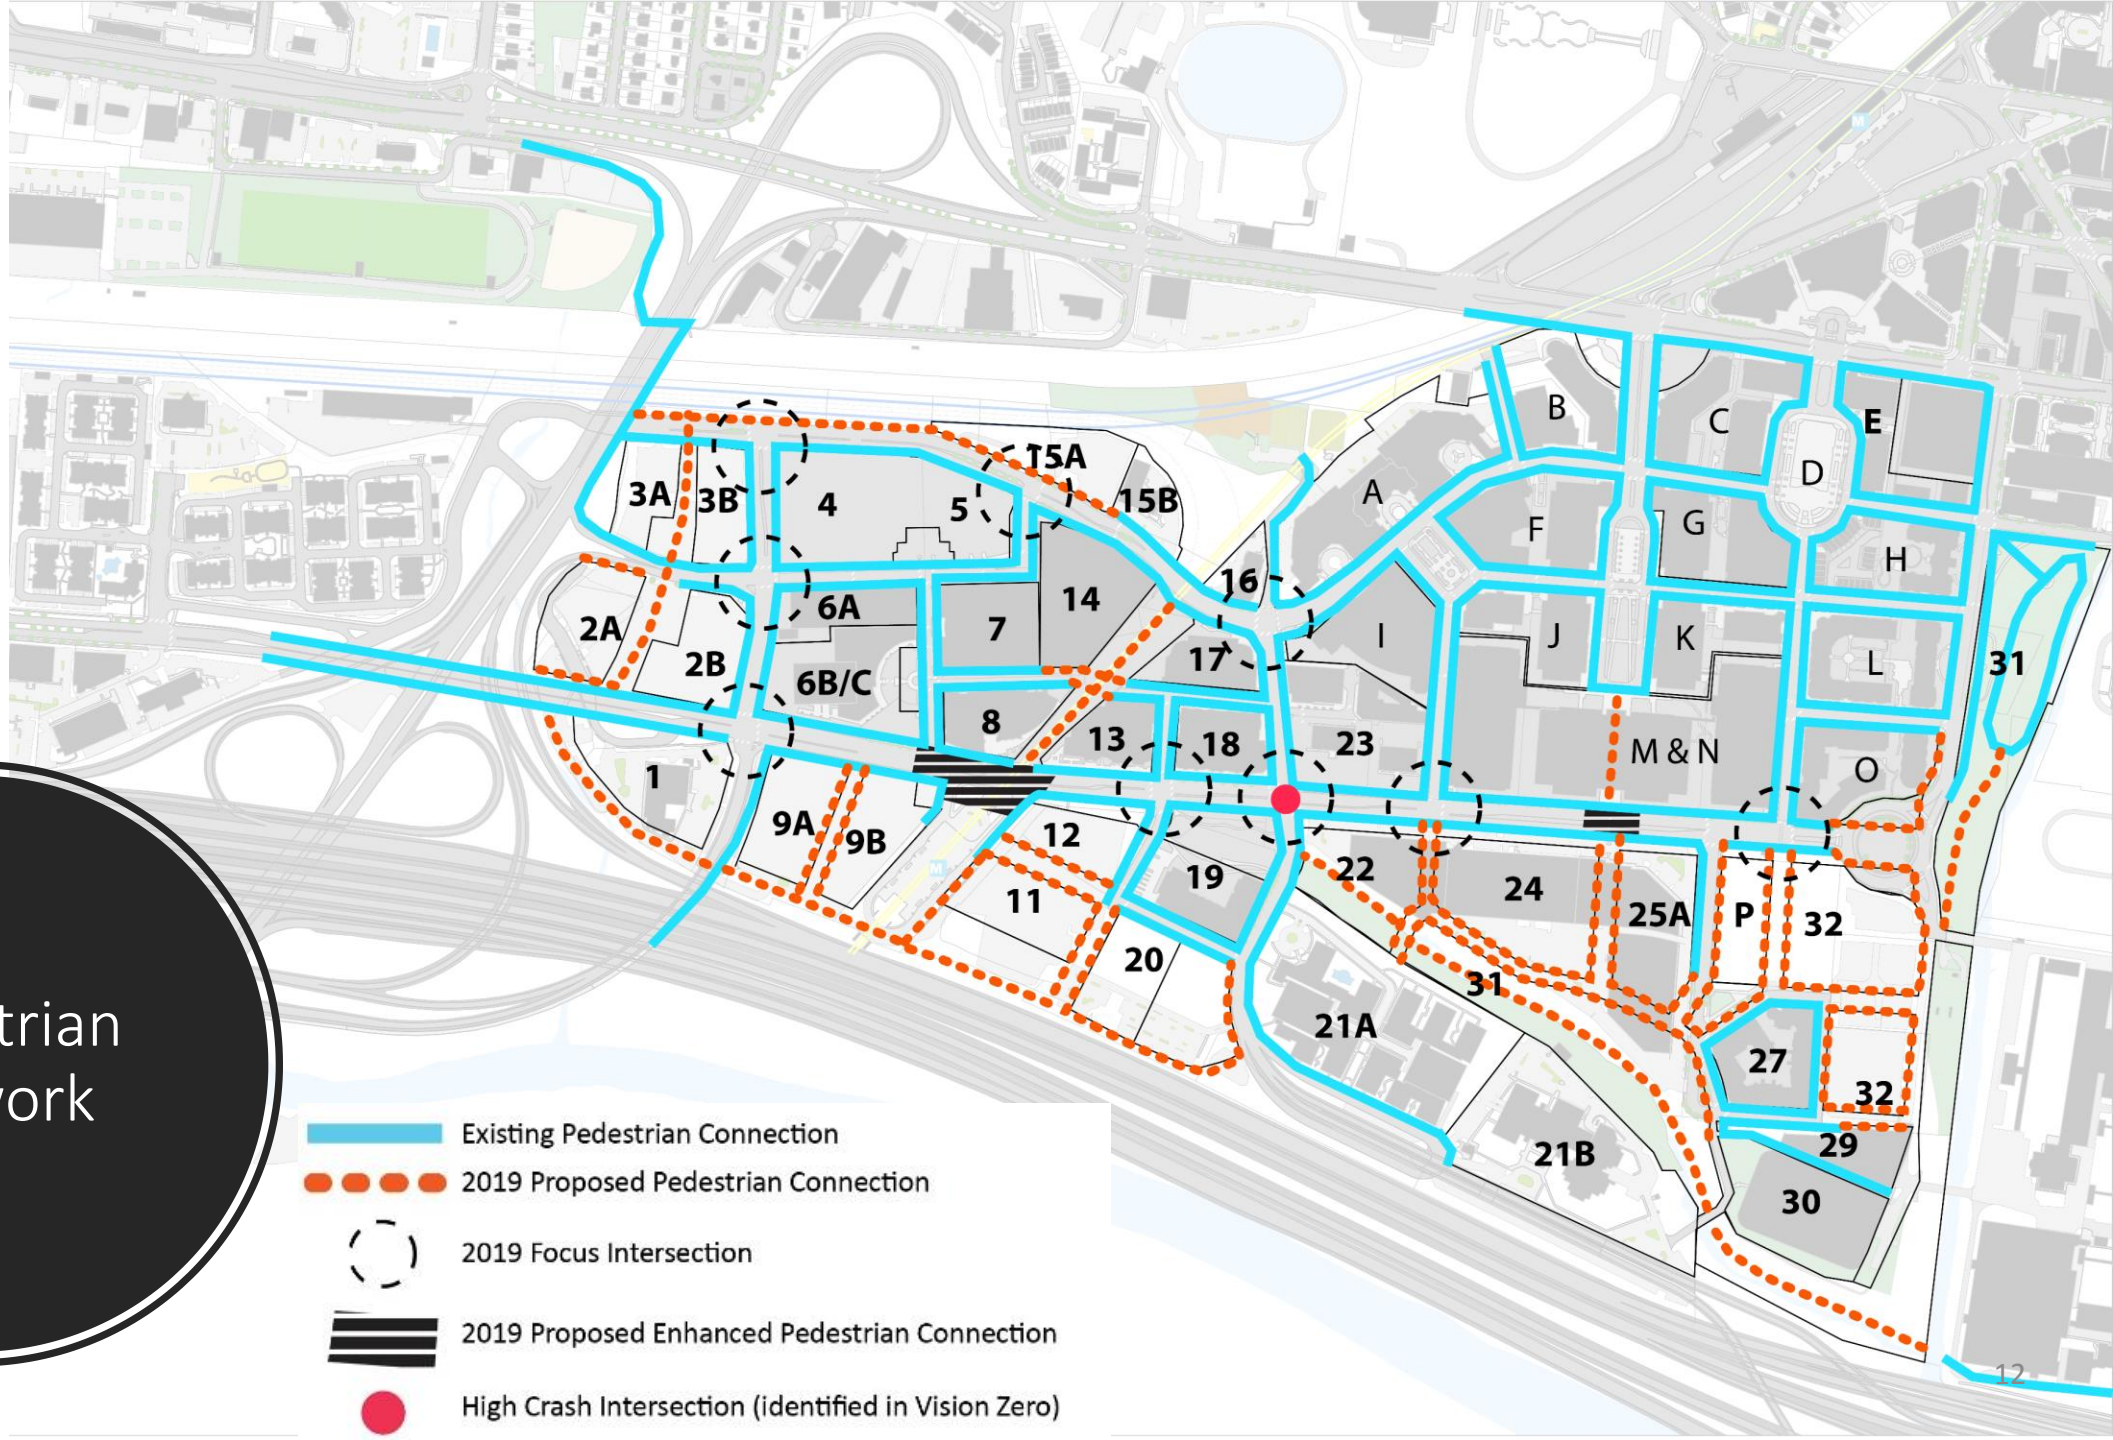 trian
work
B
C
E
D
A
F
G
H
15A
15B
3A
3B
4
5
16
14
6A
7
2A
2B
6B/C
17
I
J
K
L
31
8
13
18
23
M & N
O
1
9A
9B
12
11
19
22
24
25A
P
32
20
31
21A
27
32
21B
29
30
M
M
Existing Pedestrian Connection
2019 Proposed Pedestrian Connection
2019 Focus Intersection
2019 Proposed Enhanced Pedestrian Connection
High Crash Intersection (identified in Vision Zero)
12